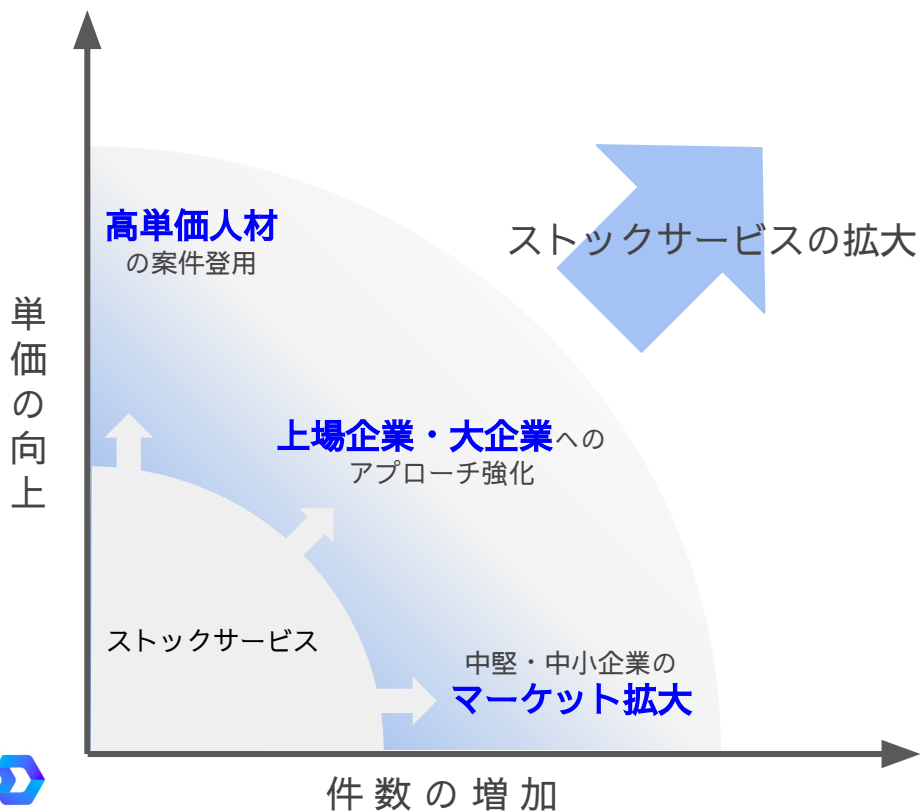 高単価人材
の案件登用
ストックサービスの拡大
単価の向上
上場企業・大企業への
アプローチ強化
ストックサービス
中堅・中小企業の
マーケット拡大
件数の増加